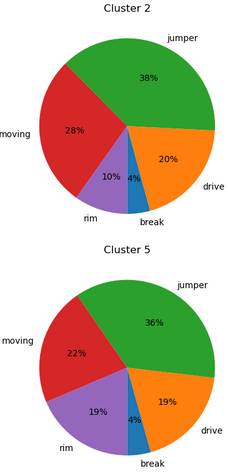 Cluster 2
jumper
38%
moving
28%
20%
10%
4%
drive
rim
break
Cluster 5
jumper
36%
moving
22%
19%
19%
4%
drive
rim
break